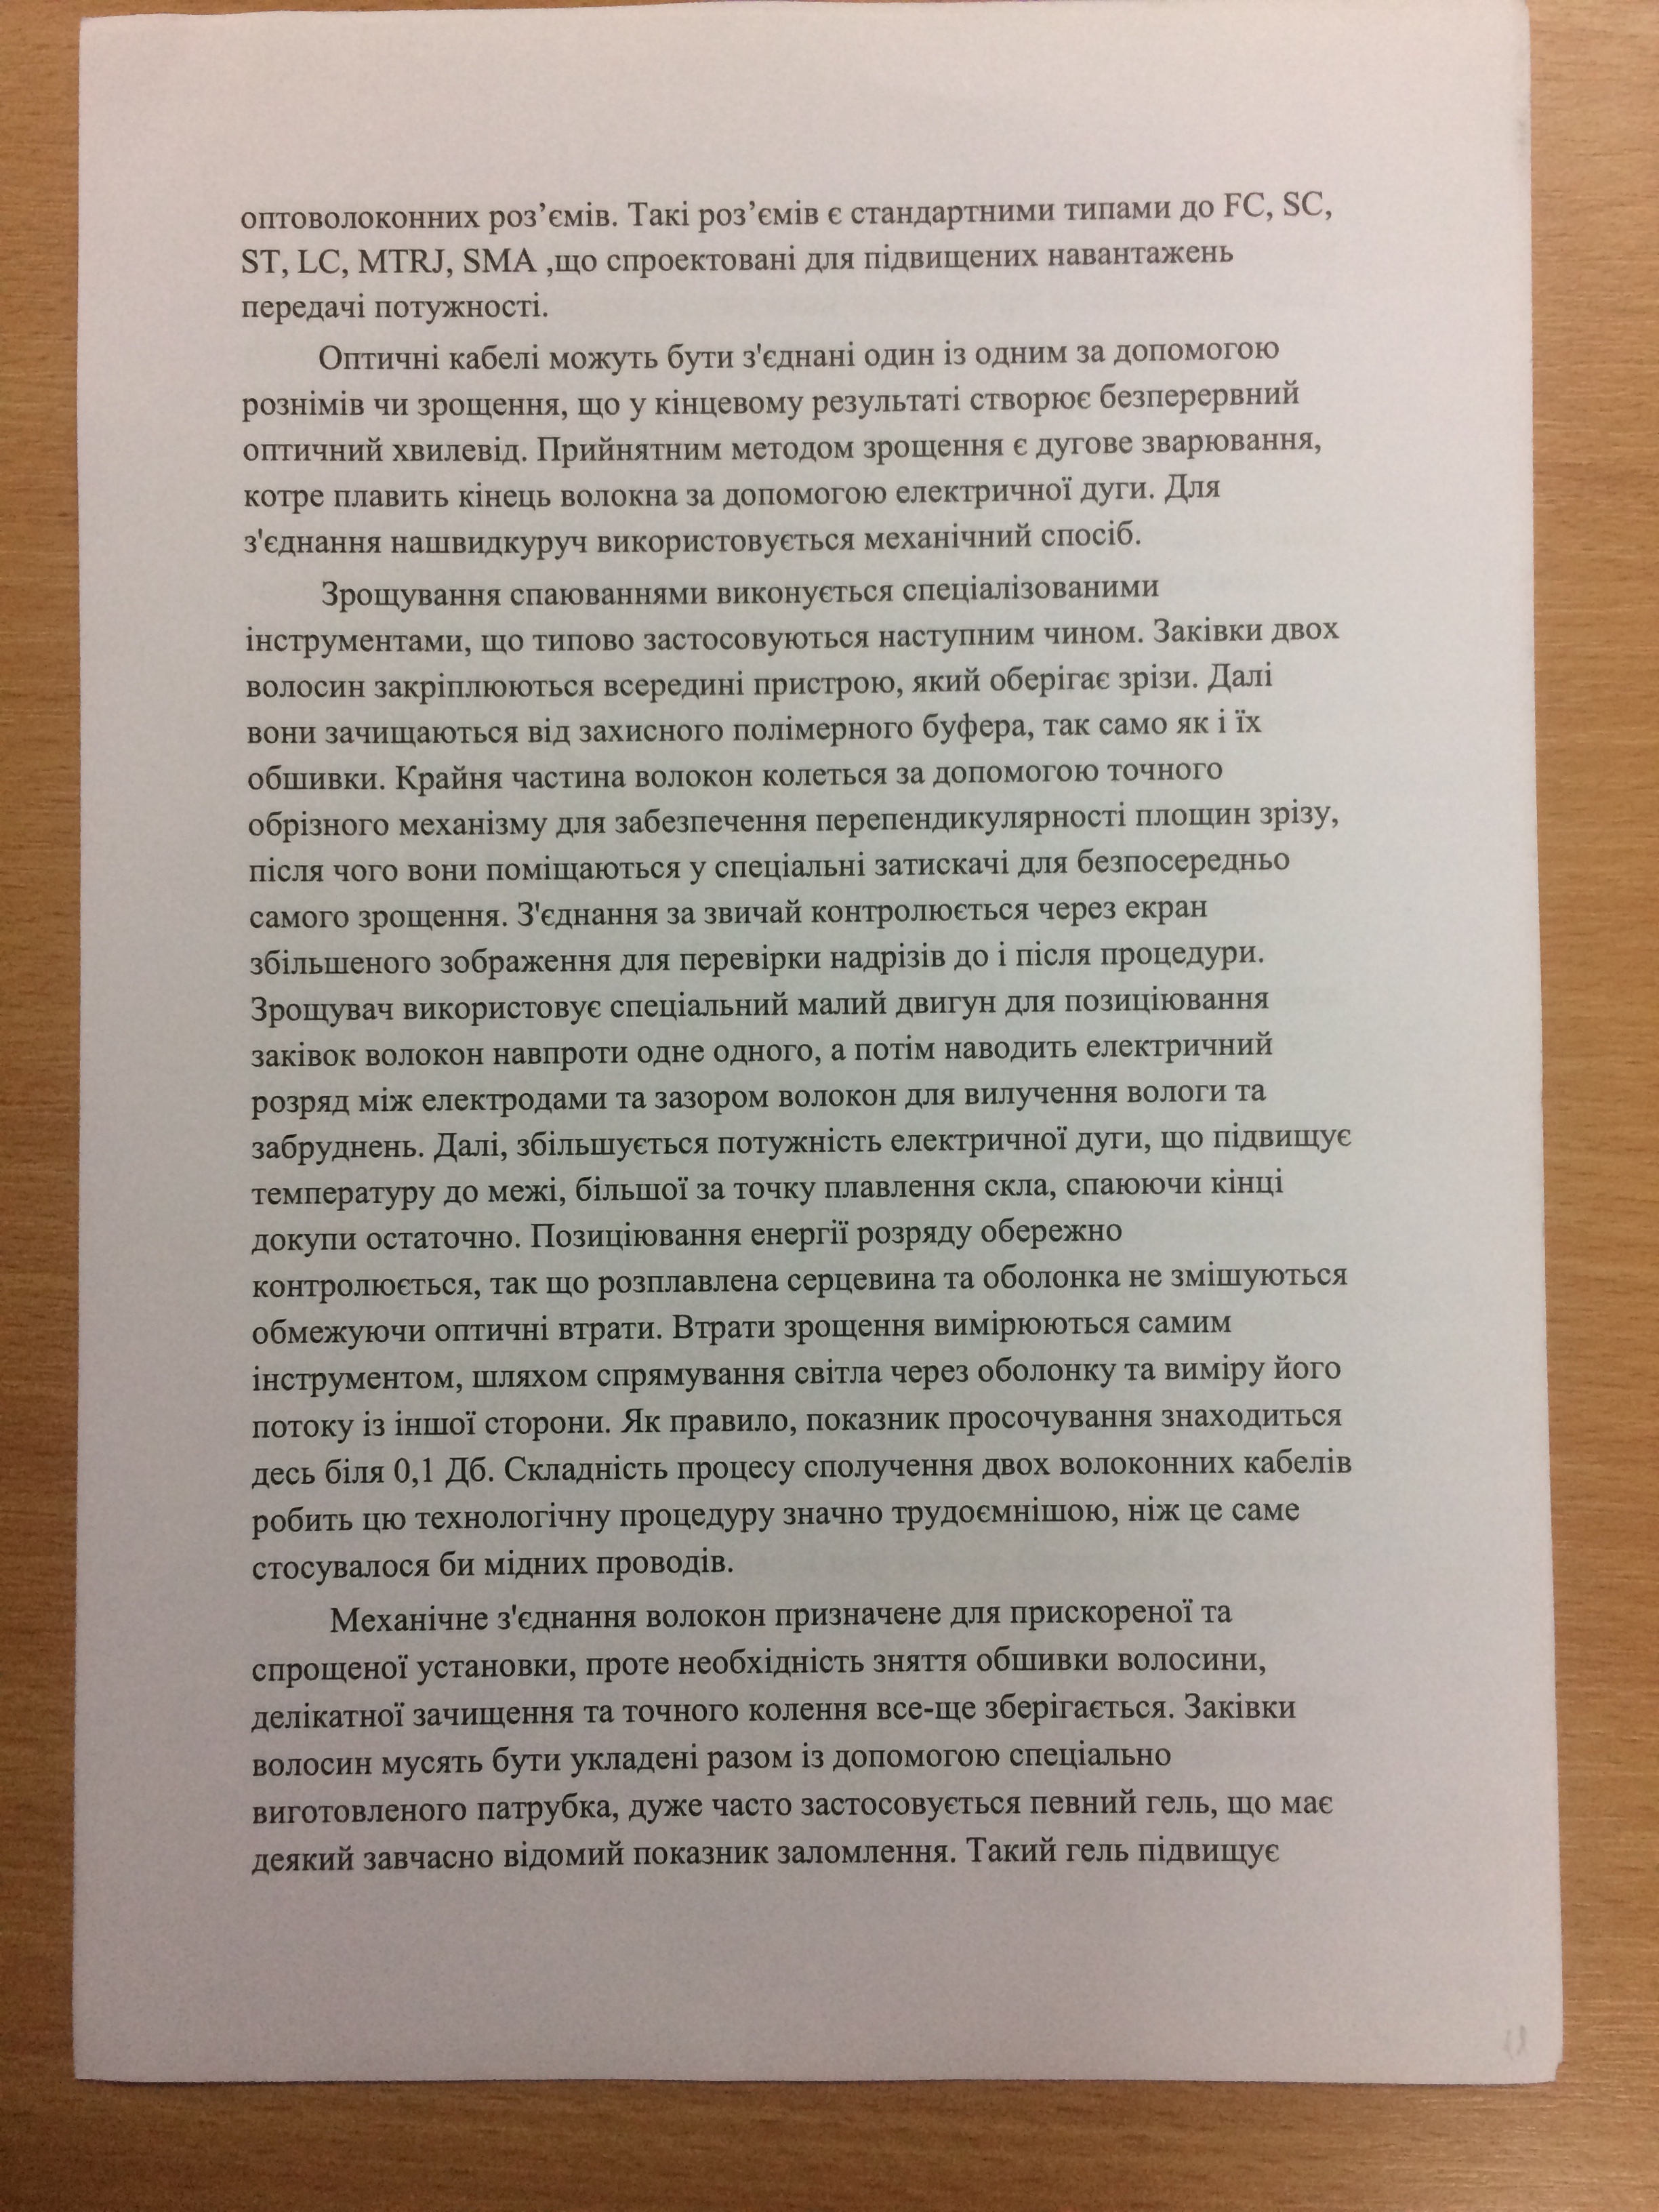 оптоволоконних роз’ємів. Такі роз’ємів є стандартними типами до FC, SC,
ST, LC, MTRJ, SMA ,що спроектовані для підвищених навантажень
передачі потужності.
Оптичні кабелі можуть бути з'єднані один із одним за допомогою
рознімів чи зрощення, що у кінцевому результаті створює безперервний
оптичний хвилевід. Прийнятним методом зрощення є дугове зварювання,
котре плавить кінець волокна за допомогою електричної дуги. Для
з'єднання нашвидкуруч використовується механічний спосіб.
Зрощування спаюваннями виконується спеціалізованими
інструментами, що типово застосовуються наступним чином. Заківки двох
волосин закріплюються всередині пристрою, який оберігає зрізи. Далі
вони зачищаються від захисного полімерного буфера, так само як і їх
обшивки. Крайня частина волокон колеться за допомогою точного
обрізного механізму для забезпечення перепендикулярності площин зрізу,
після чого вони поміщаються у спеціальні затискачі для безпосередньо
самого зрощення. З'єднання за звичай контролюється через екран
збільшеного зображення для перевірки надрізів до і після процедури.
Зрощувач використовує спеціальний малий двигун для позиціювання
заківок волокон навпроти одне одного, а потім наводить електричний
розряд між електродами та зазором волокон для вилучення вологи та
забруднень. Далі, збільшується потужність електричної дуги, що підвищує
температуру до межі, більшої за точку плавлення скла, спаюючи кінці
докупи остаточно. Позиціювання енергії розряду обережно
контролюється, так що розплавлена серцевина та оболонка не змішуються
обмежуючи оптичні втрати. Втрати зрощення вимірюються самим
інструментом, шляхом спрямування світла через оболонку та виміру його
потоку із іншої сторони. Як правило, показник просочування знаходиться
десь біля 0,1 Дб. Складність процесу сполучення двох волоконних кабелів
робить цю технологічну процедуру значно трудоємнішою, ніж це саме
стосувалося би мідних проводів.
Механічне з'єднання волокон призначене для прискореної та
спрощеної установки, проте необхідність зняття обшивки волосини,
делікатної зачищення та точного колення все-ще зберігається. Заківки
волосин мусять бути укладені разом із допомогою спеціально
виготовленого патрубка, дуже часто застосовується певний гель, що має
деякий завчасно відомий показник заломлення. Такий гель підвищує